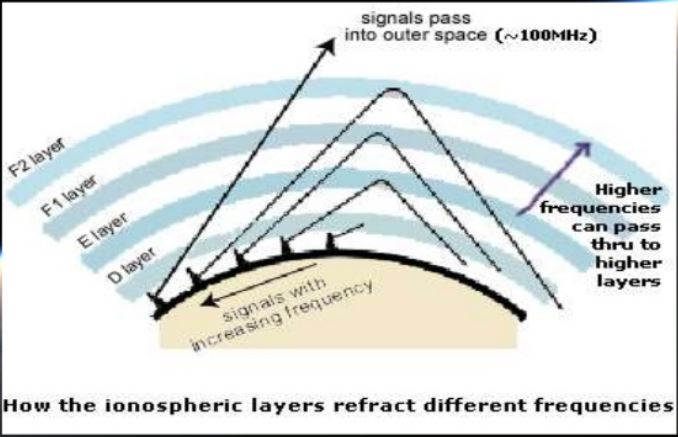 signals pass
into outer space (~100MHz)
F2 layer
F1 layer
E layer
D layer
Higher
frequencies
can pass
thru to
higher
layers
signals with
increasing frequency
How the ionospheric layers refract different frequencies